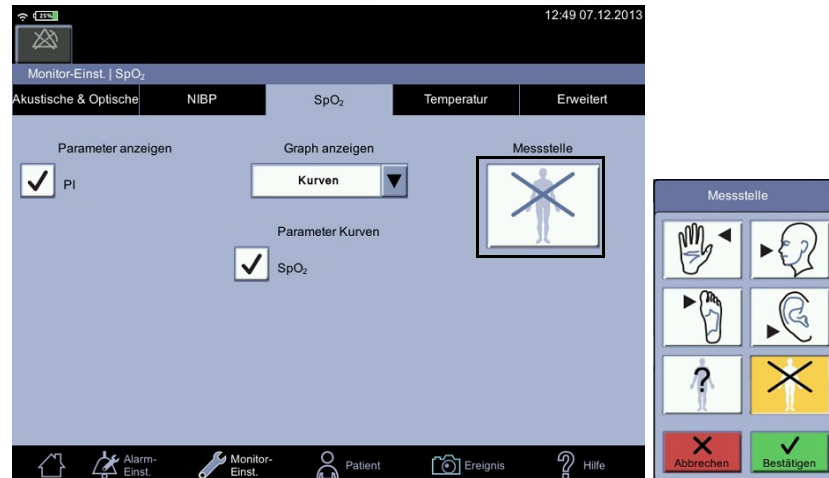 25%
12:49 07.12.2013
Monitor-Einst. | SpO₂
Akustische & Optische
NIBP
SpO₂
Temperatur
Erweitert
Parameter anzeigen
Graph anzeigen
Messstelle
PI
Kurven
Parameter Kurven
SpO₂
Alarm-
Einst.
Monitor-
Einst.
Patient
Ereignis
Hilfe
Messstelle
?
Abbrechen
Bestätigen